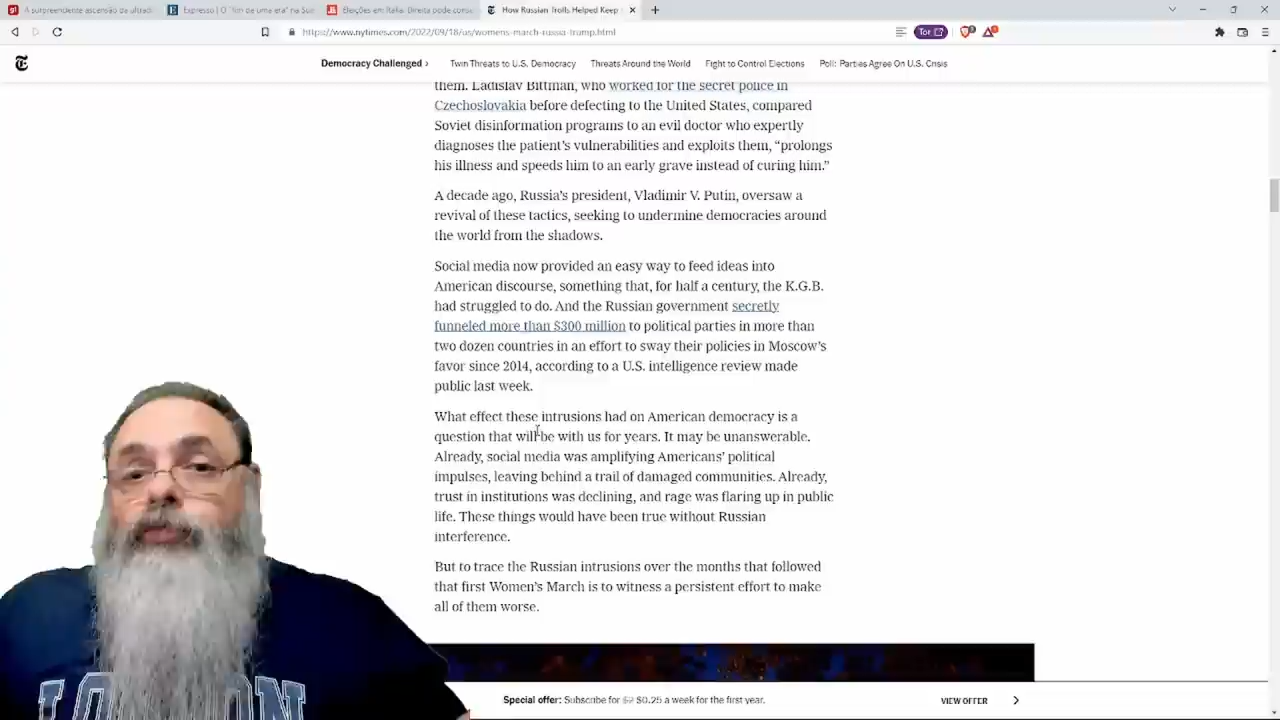 A surpreendente ascensão da ultradi
Expresso | O "fim de uma era" na Sué
Eleições em Itália. Direita pode conse
How Russian Trolls Helped Keep
https://www.nytimes.com/2022/09/18/us/womens-march-russia-trump.html
Tor
Democracy Challenged ›
Twin Threats to U.S. Democracy
Threats Around the World
Fight to Control Elections
Poll: Parties Agree On U.S. Crisis
them. Ladislav Bittman, who worked for the secret police in
Czechoslovakia before defecting to the United States, compared
Soviet disinformation programs to an evil doctor who expertly
diagnoses the patient's vulnerabilities and exploits them, “prolongs
his illness and speeds him to an early grave instead of curing him.”
A decade ago, Russia's president, Vladimir V. Putin, oversaw a
revival of these tactics, seeking to undermine democracies around
the world from the shadows.
Social media now provided an easy way to feed ideas into
American discourse, something that, for half a century, the K.G.B.
had struggled to do. And the Russian government secretly
funneled more than $300 million to political parties in more than
two dozen countries in an effort to sway their policies in Moscow's
favor since 2014, according to a U.S. intelligence review made
public last week.
What effect these intrusions had on American democracy is a
question that will be with us for years. It may be unanswerable.
Already, social media was amplifying Americans' political
impulses, leaving behind a trail of damaged communities. Already,
trust in institutions was declining, and rage was flaring up in public
life. These things would have been true without Russian
interference.
But to trace the Russian intrusions over the months that followed
that first Women's March is to witness a persistent effort to make
all of them worse.
Special offer: Subscribe for $2 $0.25 a week for the first year.
VIEW OFFER